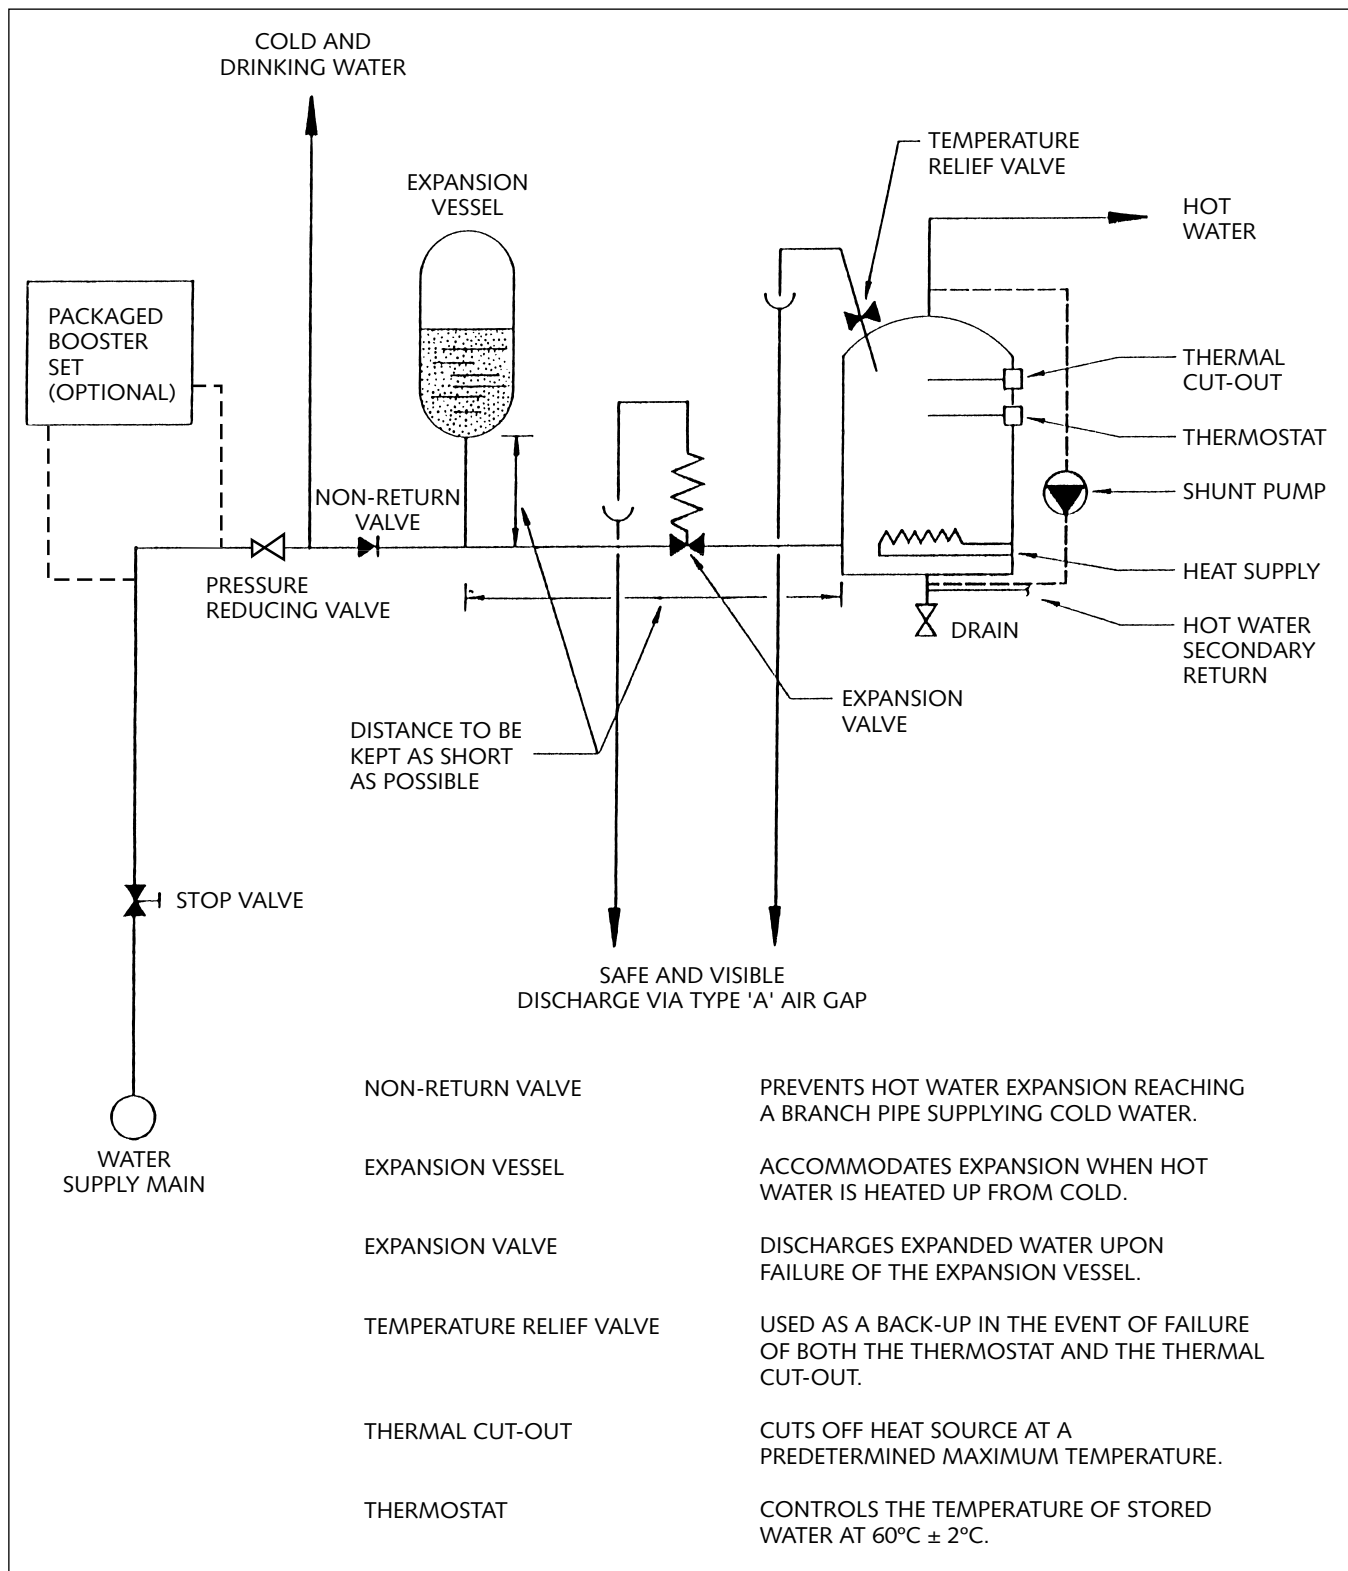 COLD AND
DRINKING WATER
TEMPERATURE
RELIEF VALVE
EXPANSION
VESSEL
HOT
WATER
PACKAGED
BOOSTER
SET
(OPTIONAL)
THERMAL
CUT-OUT
THERMOSTAT
NON-RETURN
VALVE
SHUNT PUMP
PRESSURE
REDUCING VALVE
HEAT SUPPLY
DRAIN
HOT WATER
SECONDARY
RETURN
EXPANSION
VALVE
DISTANCE TO BE
KEPT AS SHORT
AS POSSIBLE
STOP VALVE
SAFE AND VISIBLE
DISCHARGE VIA TYPE 'A' AIR GAP
WATER
SUPPLY MAIN
NON-RETURN VALVE
PREVENTS HOT WATER EXPANSION REACHING
A BRANCH PIPE SUPPLYING COLD WATER.
EXPANSION VESSEL
ACCOMMODATES EXPANSION WHEN HOT
WATER IS HEATED UP FROM COLD.
EXPANSION VALVE
DISCHARGES EXPANDED WATER UPON
FAILURE OF THE EXPANSION VESSEL.
TEMPERATURE RELIEF VALVE
USED AS A BACK-UP IN THE EVENT OF FAILURE
OF BOTH THE THERMOSTAT AND THE THERMAL
CUT-OUT.
THERMAL CUT-OUT
CUTS OFF HEAT SOURCE AT A
PREDETERMINED MAXIMUM TEMPERATURE.
THERMOSTAT
CONTROLS THE TEMPERATURE OF STORED
WATER AT 60ºC ± 2ºC.